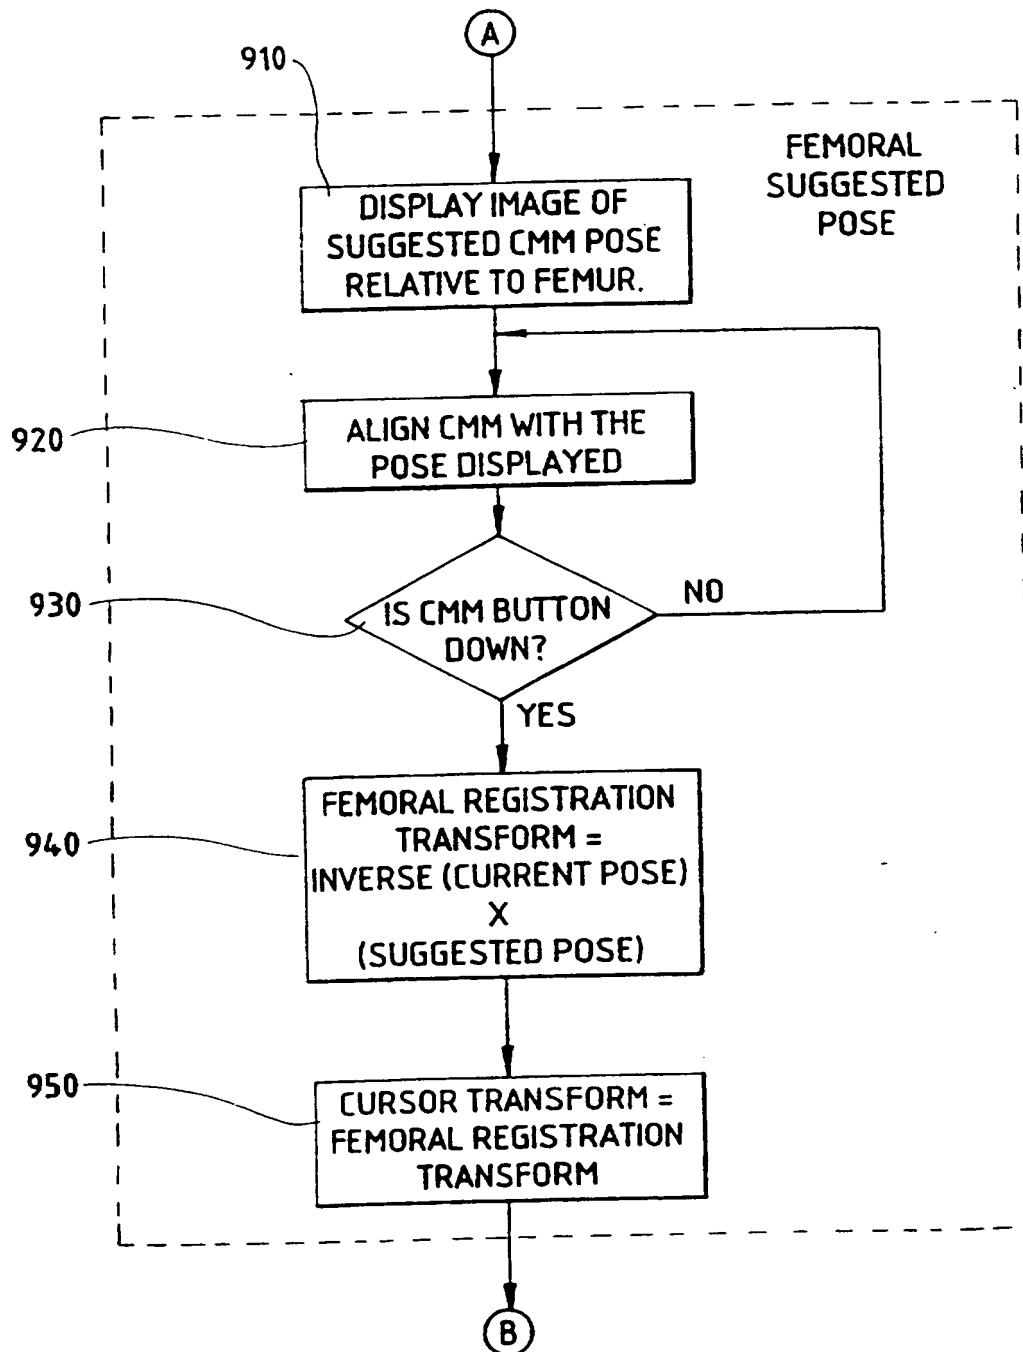 A
910
FEMORAL
SUGGESTED
POSE
DISPLAY IMAGE OF
SUGGESTED CMM POSE
RELATIVE TO FEMUR.
920
ALIGN CMM WITH THE
POSE DISPLAYED
930
IS CMM BUTTON
DOWN?
NO
YES
940
FEMORAL REGISTRATION
TRANSFORM =
INVERSE (CURRENT POSE)
X
(SUGGESTED POSE)
950
CURSOR TRANSFORM =
FEMORAL REGISTRATION
TRANSFORM
B